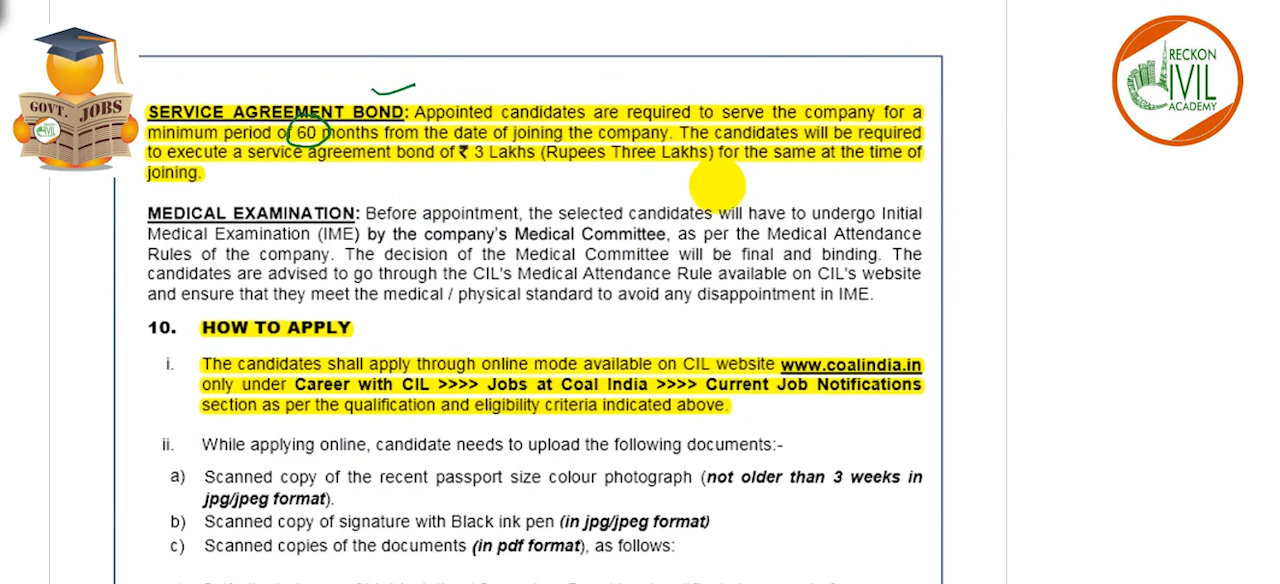 GOVT. JOBS
RECKON
CIVIL
ACADEMY
SERVICE AGREEMENT BOND: Appointed candidates are required to serve the company for a
minimum period of 60 months from the date of joining the company. The candidates will be required
to execute a service agreement bond of ₹ 3 Lakhs (Rupees Three Lakhs) for the same at the time of
joining.
MEDICAL EXAMINATION: Before appointment, the selected candidates will have to undergo Initial
Medical Examination (IME) by the company's Medical Committee, as per the Medical Attendance
Rules of the company. The decision of the Medical Committee will be final and binding. The
candidates are advised to go through the CIL's Medical Attendance Rule available on CIL's website
and ensure that they meet the medical / physical standard to avoid any disappointment in IME.
10. HOW TO APPLY
i. The candidates shall apply through online mode available on CIL website www.coalindia.in
only under Career with CIL >>>> Jobs at Coal India >>>> Current Job Notifications
section as per the qualification and eligibility criteria indicated above.
ii. While applying online, candidate needs to upload the following documents:-
a) Scanned copy of the recent passport size colour photograph (not older than 3 weeks in
jpg/jpeg format).
b) Scanned copy of signature with Black ink pen (in jpg/jpeg format)
c) Scanned copies of the documents (in pdf format), as follows: